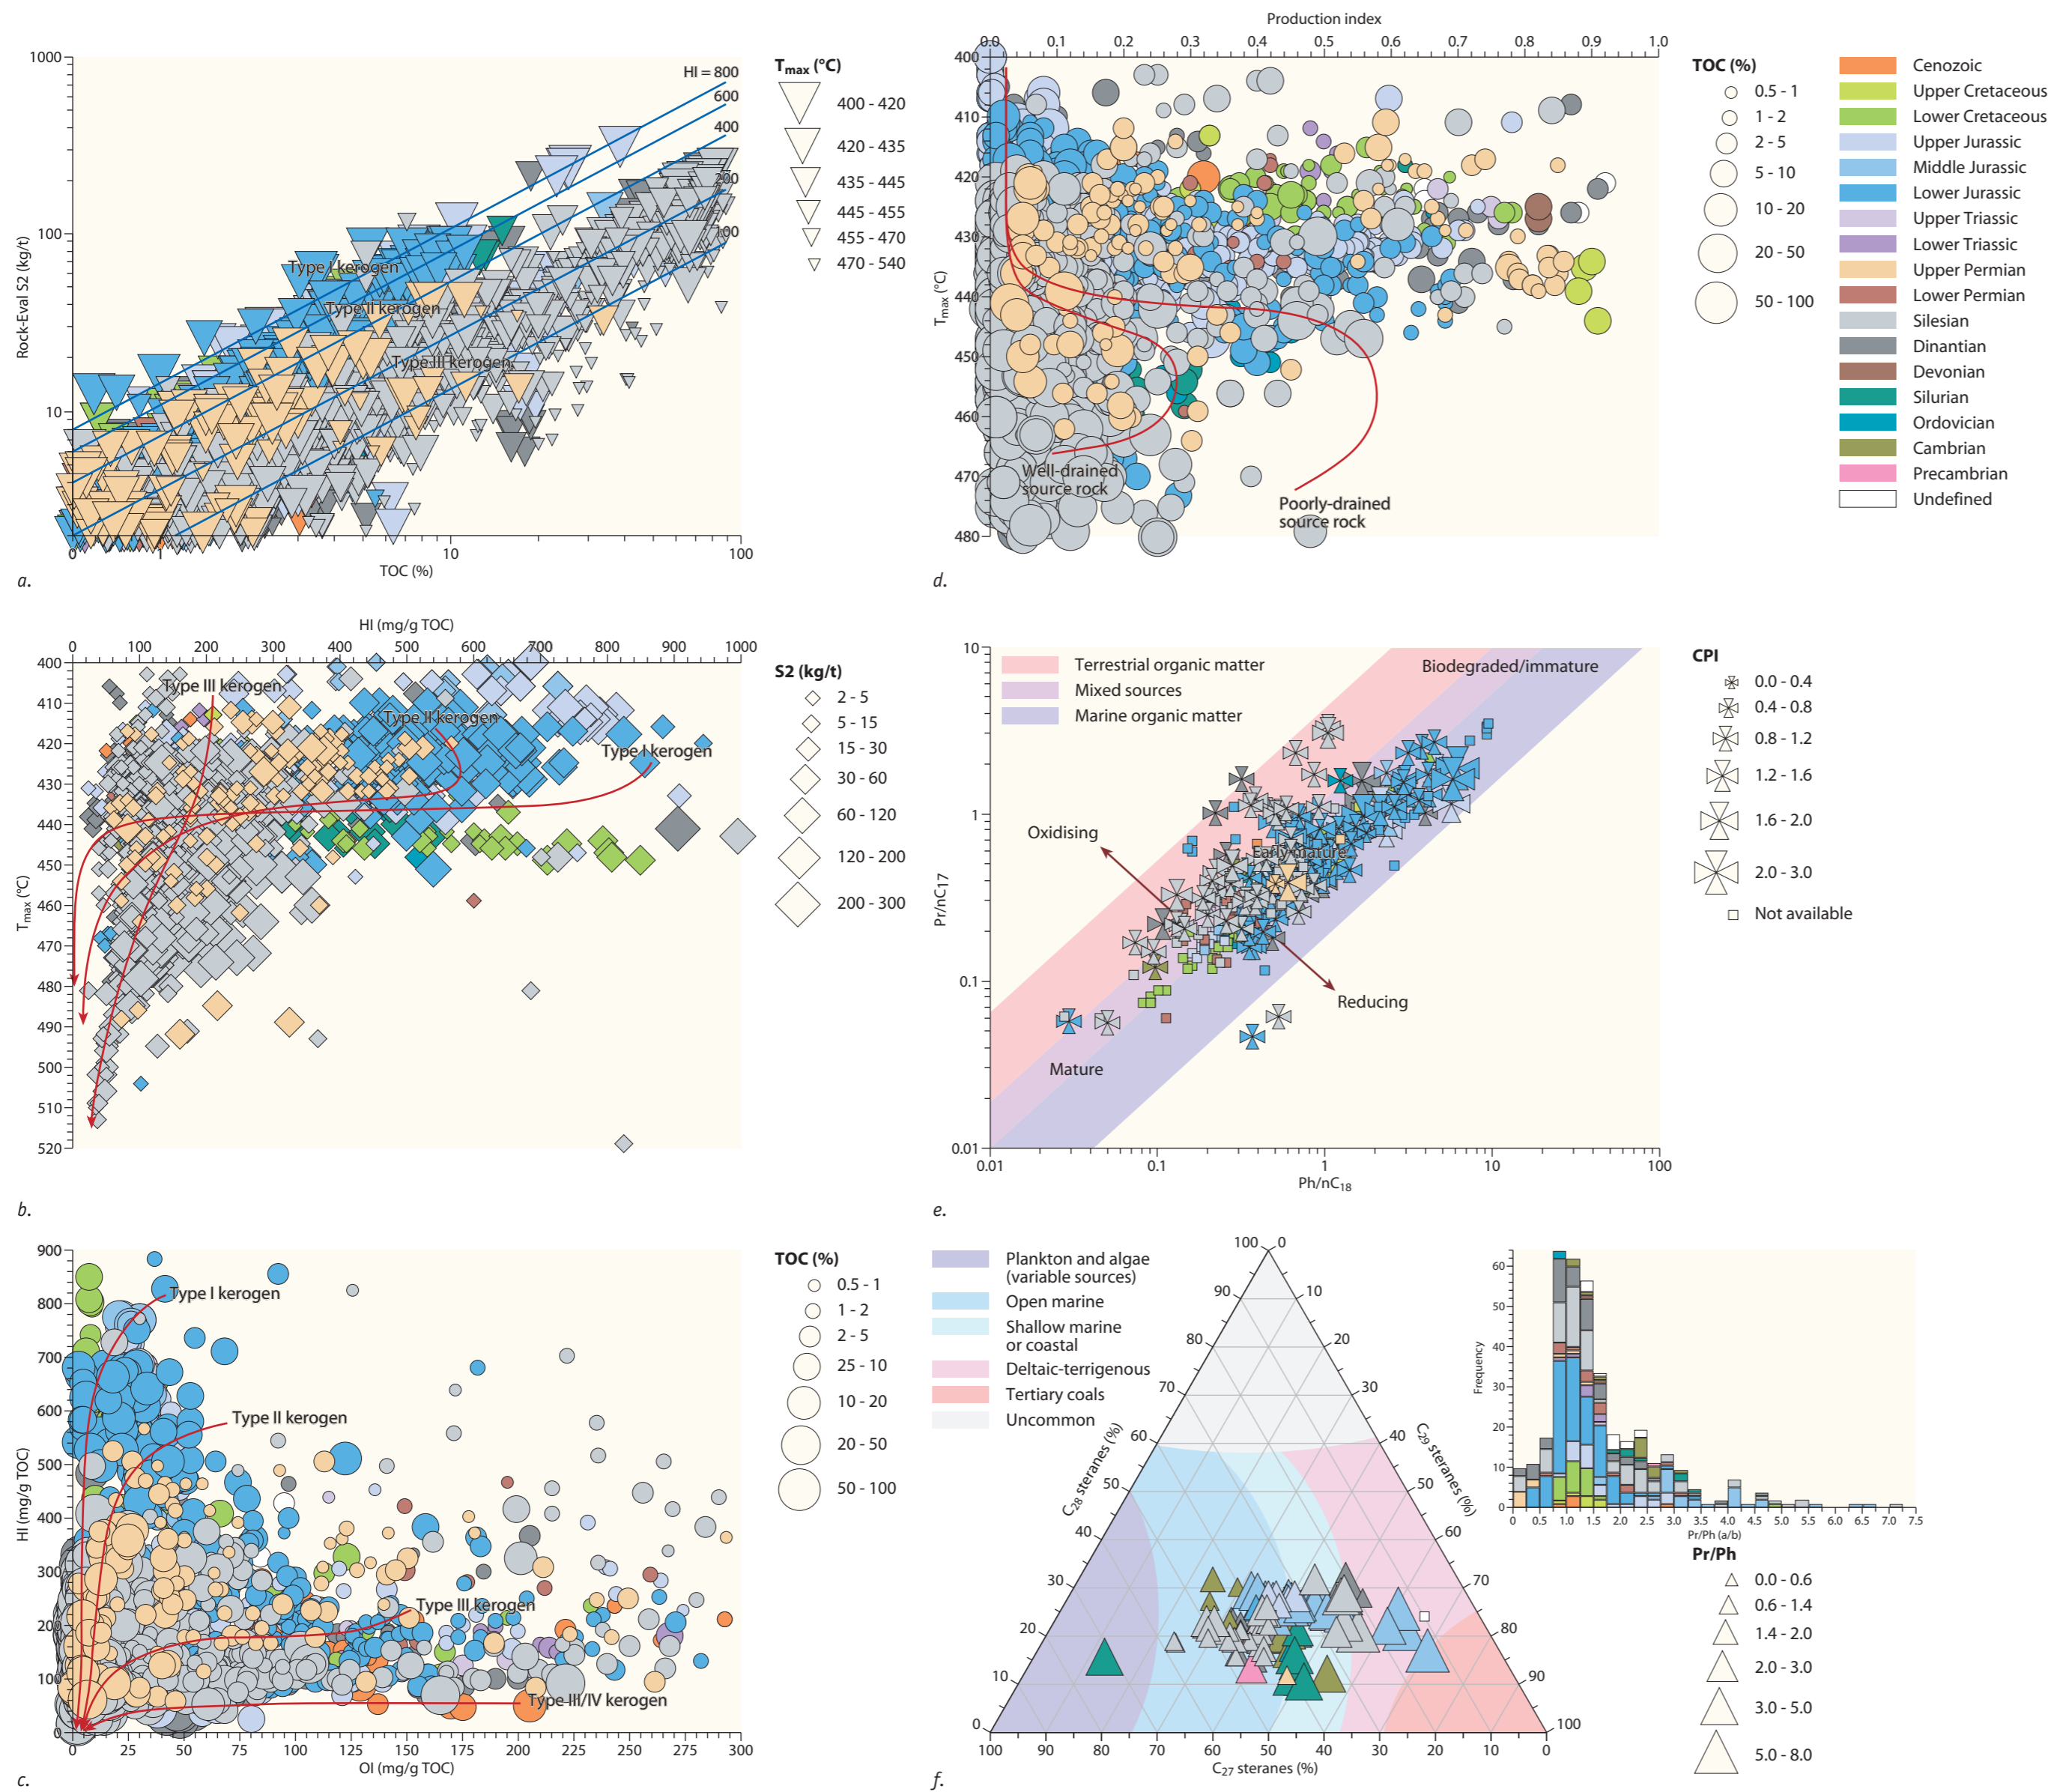 1000
100
10
Rock-Eval S2 (kg/t)
HI = 800
600
400
200
100
Type I kerogen
Type II kerogen
Type III kerogen
0
1
10
100
TOC (%)
a.
Tmax (°C)
400 - 420
420 - 435
435 - 445
445 - 455
455 - 470
470 - 540
Production index
0.0 0.1 0.2 0.3 0.4 0.5 0.6 0.7 0.8 0.9 1.0
400
410
420
430
440
450
460
470
480
Tmax (°C)
Well-drained
source rock
Poorly-drained
source rock
d.
TOC (%)
0.5 - 1
1 - 2
2 - 5
5 - 10
10 - 20
20 - 50
50 - 100
Cenozoic
Upper Cretaceous
Lower Cretaceous
Upper Jurassic
Middle Jurassic
Lower Jurassic
Upper Triassic
Lower Triassic
Upper Permian
Lower Permian
Silesian
Dinantian
Devonian
Silurian
Ordovician
Cambrian
Precambrian
Undefined
HI (mg/g TOC)
0 100 200 300 400 500 600 700 800 900 1000
400
410
420
430
440
450
460
470
480
490
500
510
520
Tmax (°C)
Type III kerogen
Type II kerogen
Type I kerogen
b.
S2 (kg/t)
2 - 5
5 - 15
15 - 30
30 - 60
60 - 120
120 - 200
200 - 300
10
1
0.1
0.01
Pr/nC17
Terrestrial organic matter
Mixed sources
Marine organic matter
Biodegraded/immature
Oxidising
Early mature
Reducing
Mature
0.01 0.1 1 10 100
Ph/nC18
e.
CPI
0.0 - 0.4
0.4 - 0.8
0.8 - 1.2
1.2 - 1.6
1.6 - 2.0
2.0 - 3.0
Not available
900
800
700
600
500
400
300
200
100
0
HI (mg/g TOC)
Type I kerogen
Type II kerogen
Type III kerogen
Type III/IV kerogen
0 25 50 75 100 125 150 175 200 225 250 275 300
OI (mg/g TOC)
c.
TOC (%)
0.5 - 1
1 - 2
2 - 5
25 - 10
10 - 20
20 - 50
50 - 100
Plankton and algae
(variable sources)
Open marine
Shallow marine
or coastal
Deltaic-terrigenous
Tertiary coals
Uncommon
100 0
90 10
80 20
70 30
60 40
50 50
40 60
30 70
20 80
10 90
0 100
C28 steranes (%)
C29 steranes (%)
100 90 80 70 60 50 40 30 20 10 0
C27 steranes (%)
f.
60
50
40
30
20
10
0
Frequency
0 0.5 1.0 1.5 2.0 2.5 3.0 3.5 4.0 4.5 5.0 5.5 6.0 6.5 7.0 7.5
Pr/Ph (a/b)
Pr/Ph
0.0 - 0.6
0.6 - 1.4
1.4 - 2.0
2.0 - 3.0
3.0 - 5.0
5.0 - 8.0